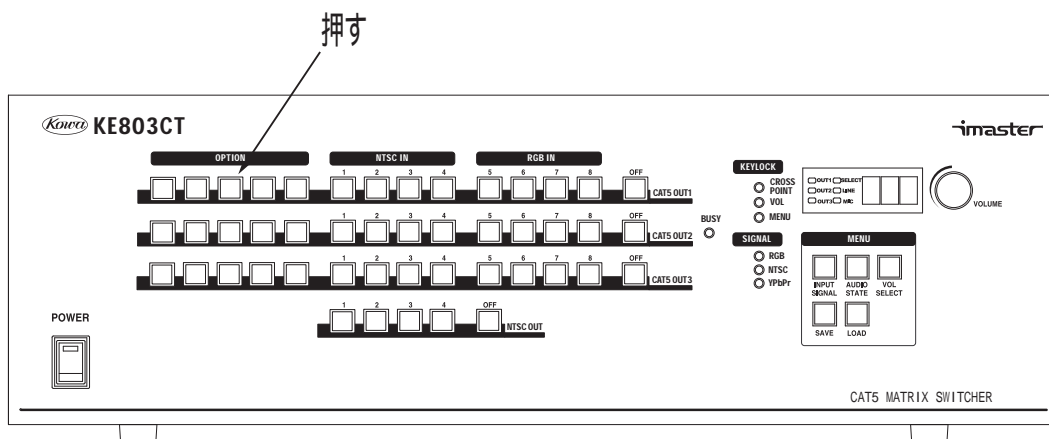 押す
Kowa KE803CT
imaster
OPTION NTSC IN RGB IN
1 2 3 4 5 6 7 8 OFF
CAT5 OUT1
1 2 3 4 5 6 7 8 OFF
CAT5 OUT2
1 2 3 4 5 6 7 8 OFF
CAT5 OUT3
1 2 3 4 OFF
NTSC OUT
BUSY
KEYLOCK
CROSS
POINT
VOL
MENU
SIGNAL
RGB
NTSC
YPbPr
OUT1 SELECT
OUT2 LINE
OUT3 MIC
VOLUME
MENU
INPUT SIGNAL
AUDIO STATE
VOL SELECT
SAVE LOAD
POWER
CAT5 MATRIX SWITCHER